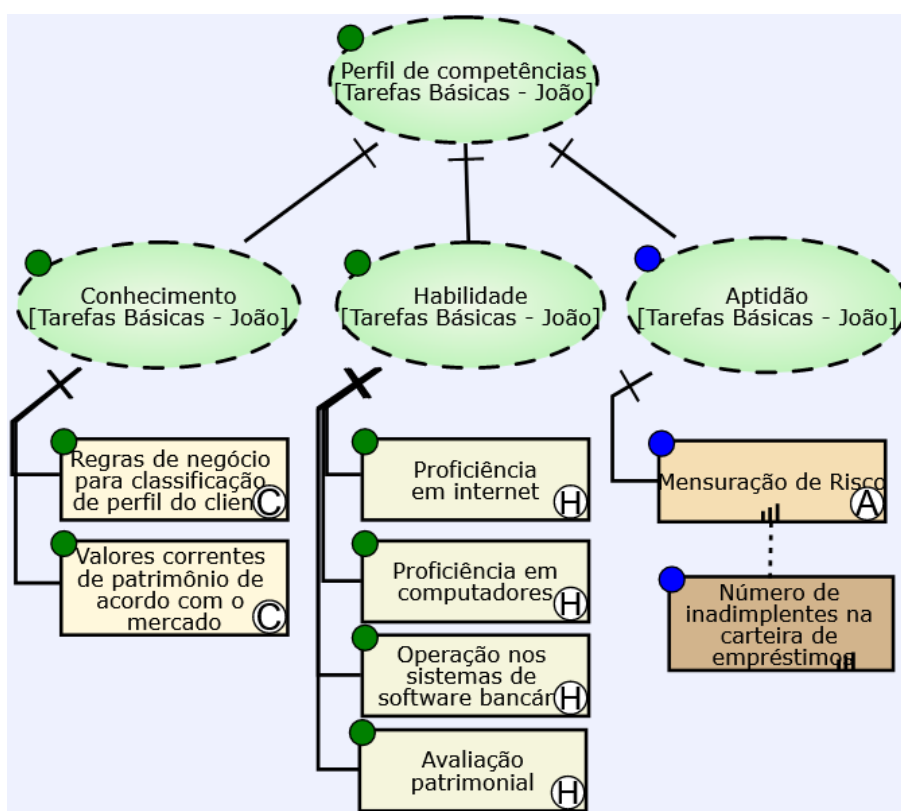 Perfil de competências
[Tarefas Básicas - João]
Conhecimento
[Tarefas Básicas - João]
Habilidade
[Tarefas Básicas - João]
Aptidão
[Tarefas Básicas - João]
Regras de negócio
para classificação
de perfil do clien
C
Valores correntes
de patrimônio de
acordo com o
mercado
C
Proficiência
em internet
H
Proficiência em
computadores
H
Operação nos
sistemas de
software bancár
H
Avaliação
patrimonial
H
Mensuração de Risco
A
Número de
inadimplentes na
carteira de
empréstimos